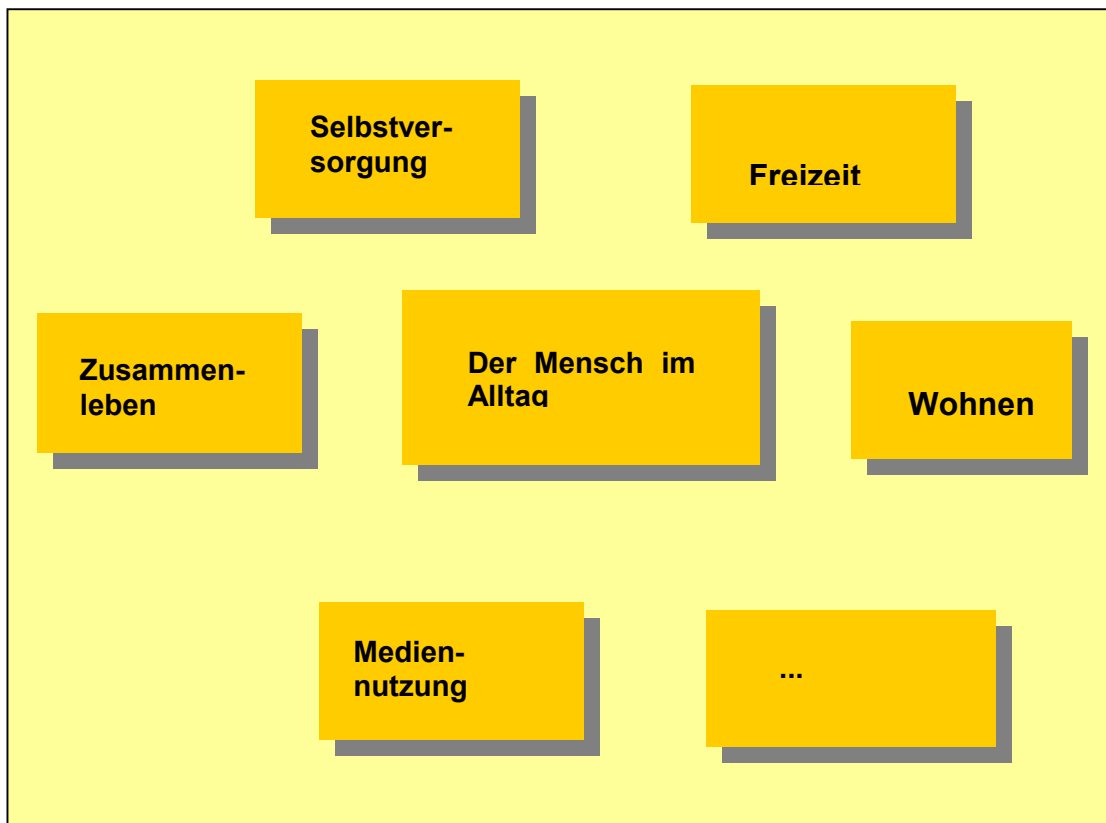 Selbstver-
sorgung
Freizeit
Zusammen-
leben
Der Mensch im
Alltag
Wohnen
Medien-
nutzung
...